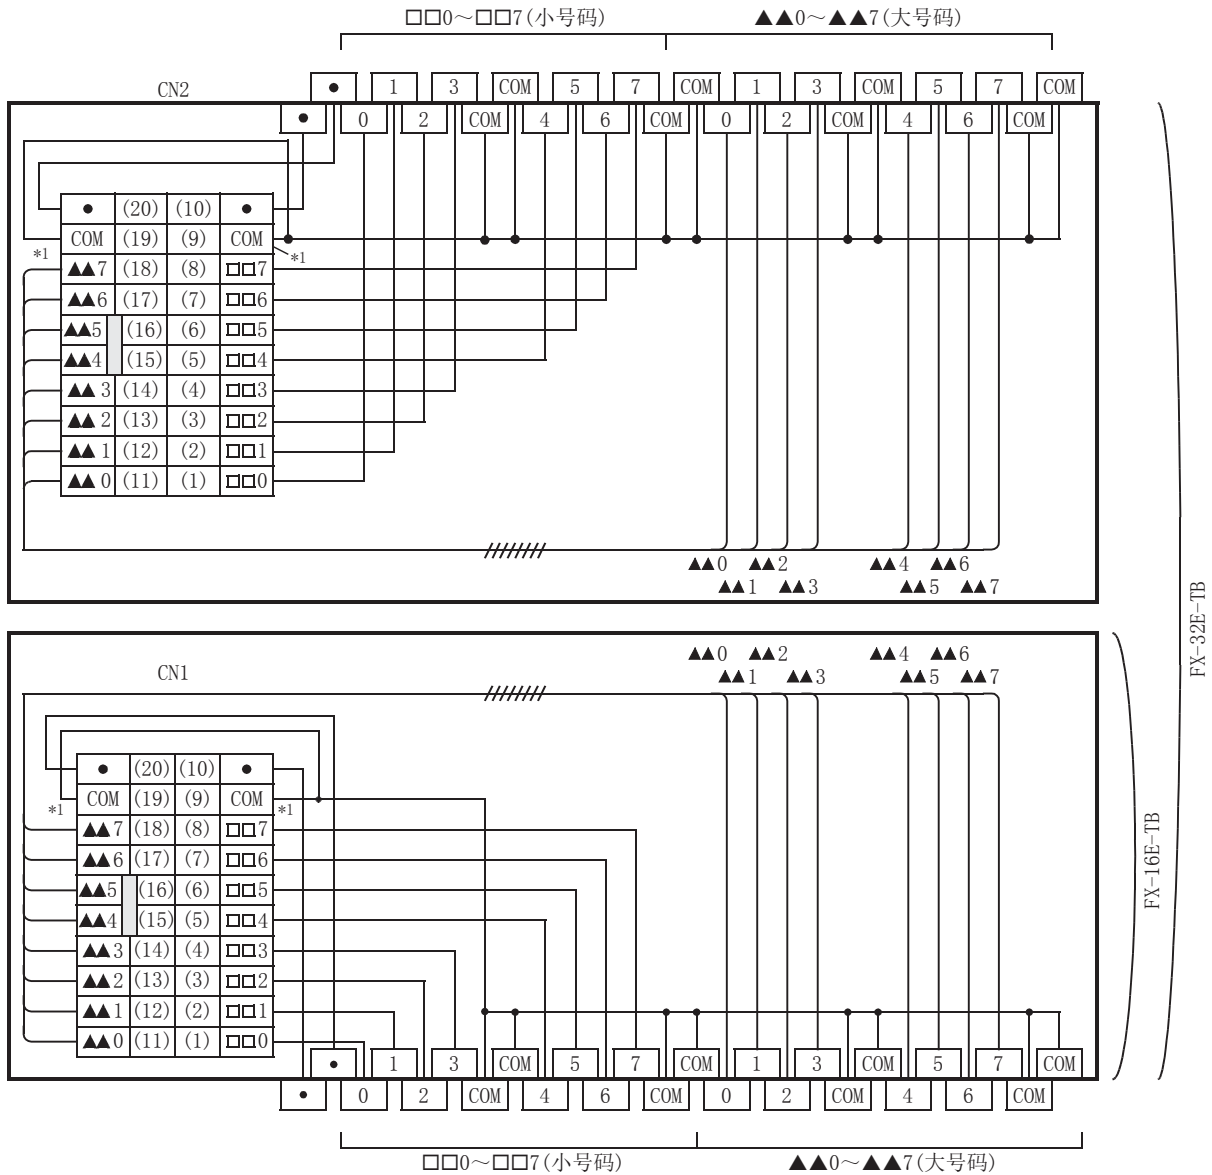 □□0～□□7(小号码) ▲▲0～▲▲7(大号码)
CN2
● 1 3 COM 5 7 COM 1 3 COM 5 7 COM
● 0 2 COM 4 6 COM 0 2 COM 4 6 COM
● (20) (10) ●
COM (19) (9) COM
*1 *1
▲▲7 (18) (8) □□7
▲▲6 (17) (7) □□6
▲▲5 (16) (6) □□5
▲▲4 (15) (5) □□4
▲▲3 (14) (4) □□3
▲▲2 (13) (3) □□2
▲▲1 (12) (2) □□1
▲▲0 (11) (1) □□0
▲▲0 ▲▲2 ▲▲4 ▲▲6
▲▲1 ▲▲3 ▲▲5 ▲▲7
FX-32E-TB
CN1
▲▲0 ▲▲2 ▲▲4 ▲▲6
▲▲1 ▲▲3 ▲▲5 ▲▲7
● (20) (10) ●
COM (19) (9) COM
*1 *1
▲▲7 (18) (8) □□7
▲▲6 (17) (7) □□6
▲▲5 (16) (6) □□5
▲▲4 (15) (5) □□4
▲▲3 (14) (4) □□3
▲▲2 (13) (3) □□2
▲▲1 (12) (2) □□1
▲▲0 (11) (1) □□0
FX-16E-TB
● 1 3 COM 5 7 COM 1 3 COM 5 7 COM
● 0 2 COM 4 6 COM 0 2 COM 4 6 COM
□□0～□□7(小号码) ▲▲0～▲▲7(大号码)